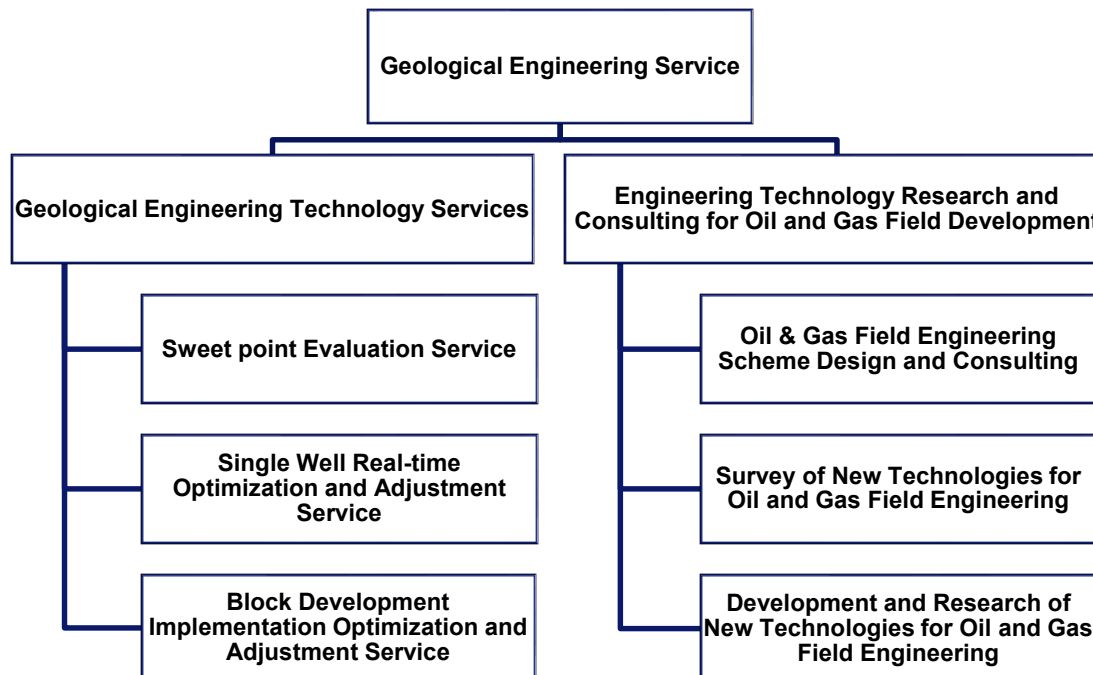 Geological Engineering Service
Geological Engineering Technology Services
Engineering Technology Research and
Consulting for Oil and Gas Field Development
Sweet point Evaluation Service
Single Well Real-time
Optimization and Adjustment
Service
Block Development
Implementation Optimization and
Adjustment Service
Oil & Gas Field Engineering
Scheme Design and Consulting
Survey of New Technologies for
Oil and Gas Field Engineering
Development and Research of
New Technologies for Oil and Gas
Field Engineering